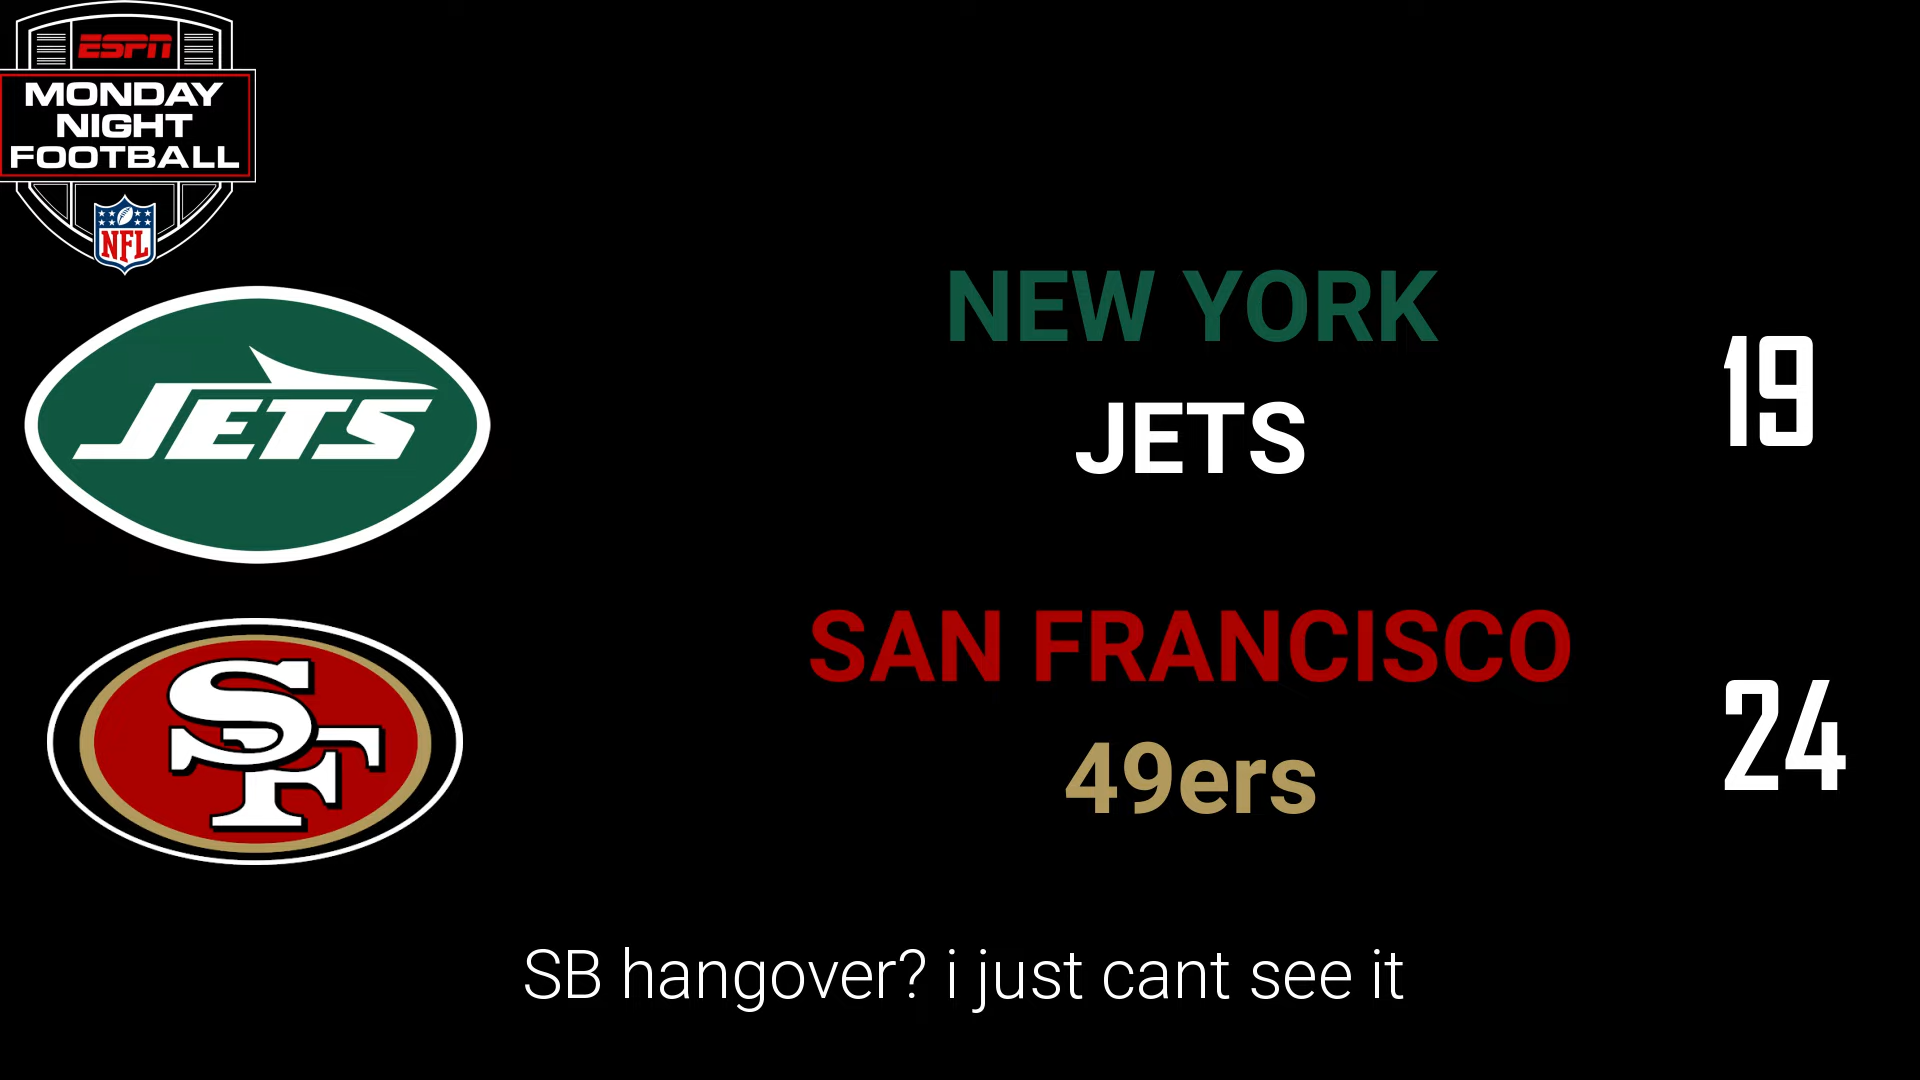 ESPN
MONDAY
NIGHT
FOOTBALL
NFL
JETS
NEW YORK
JETS
19
SF
SAN FRANCISCO
49ers
24
SB hangover? i just cant see it